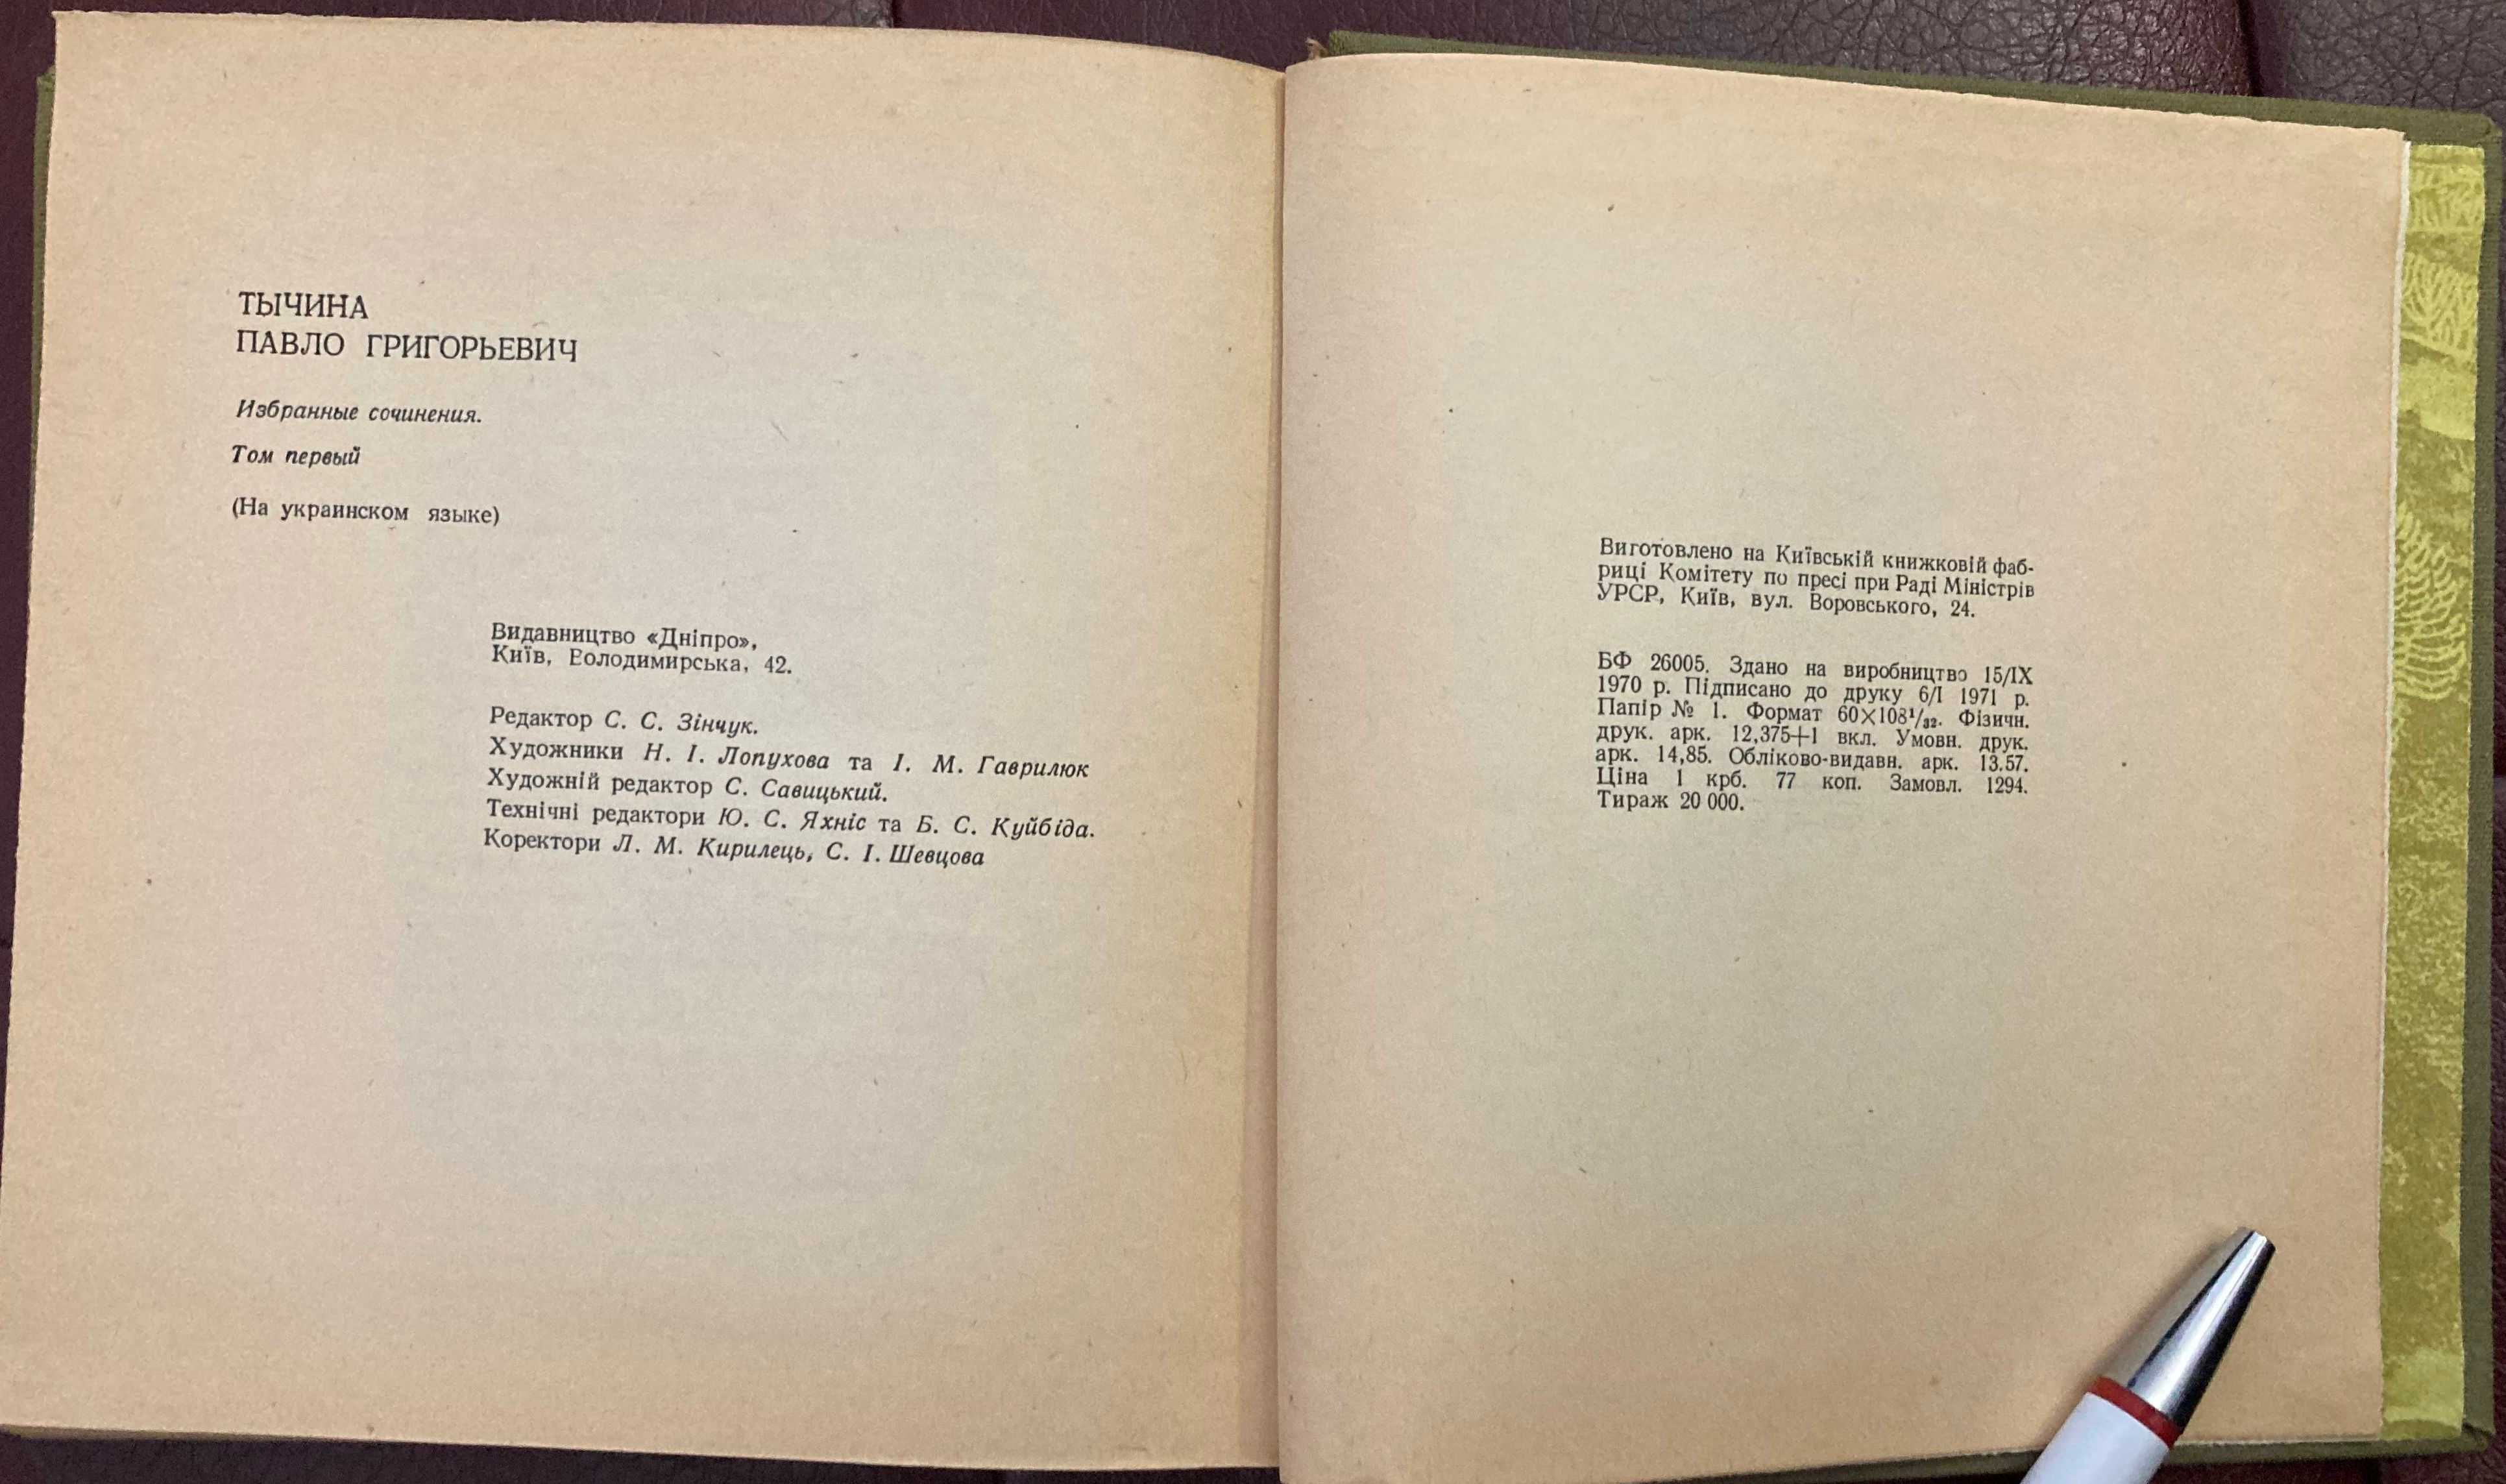 ТЫЧИНА
ПАВЛО ГРИГОРЬЕВИЧ
Избранные сочинения.
Том первый
(На украинском языке)
Видавництво «Дніпро»,
Київ, Еолодимирська, 42.
Редактор С. С. Зінчук.
Художники Н. І. Лопухова та І. М. Гаврилюк
Художній редактор С. Савицький.
Технічні редактори Ю. С. Яхніс та Б. С. Куйбіда.
Коректори Л. М. Кирилець, С. І. Шевцова
Виготовлено на Київській книжковій фаб-
риці Комітету по пресі при Раді Міністрів
УРСР, Київ, вул. Воровського, 24.
БФ 26005. Здано на виробництво 15/IX
1970 р. Підписано до друку 6/I 1971 р.
Папір № 1. Формат 60×108¹/₃₂. Фізичн.
друк. арк. 12,375+1 вкл. Умовн. друк.
арк. 14,85. Обліково-видавн. арк. 13.57.
Ціна 1 крб. 77 коп. Замовл. 1294.
Тираж 20 000.